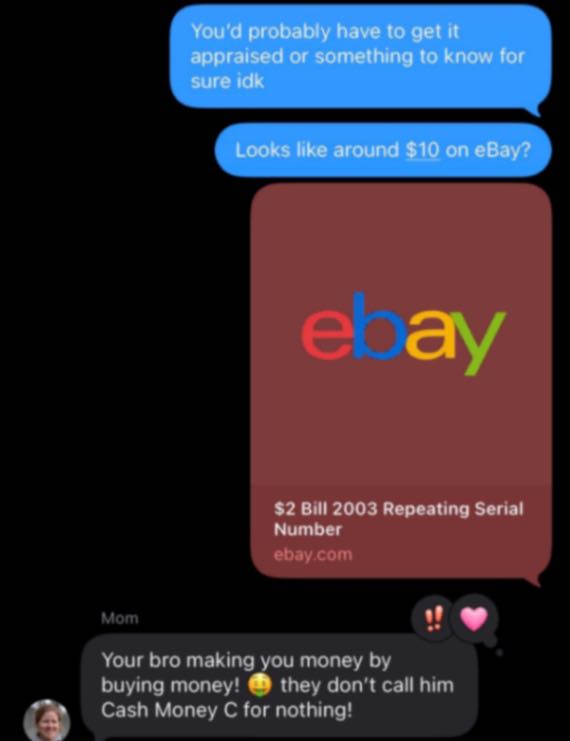 You’d probably have to get it
appraised or something to know for
sure idk
Looks like around $10 on eBay?
ebay
$2 Bill 2003 Repeating Serial
Number
ebay.com
Mom
Your bro making you money by
buying money! 🤑 they don’t call him
Cash Money C for nothing!